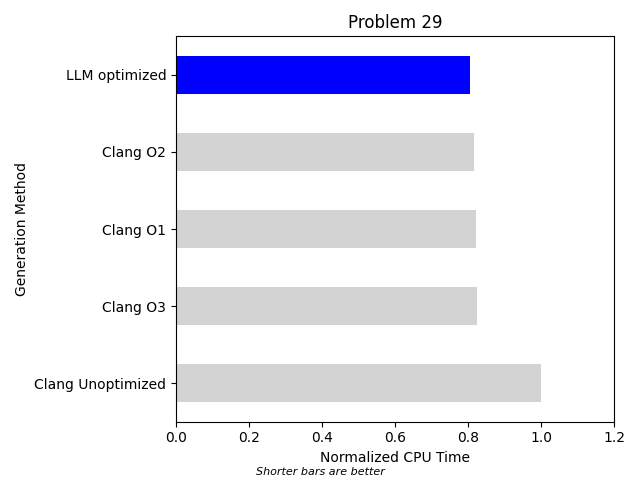 Problem 29
Generation Method
LLM optimized
Clang O2
Clang O1
Clang O3
Clang Unoptimized
0.0 0.2 0.4 0.6 0.8 1.0 1.2
Normalized CPU Time
Shorter bars are better